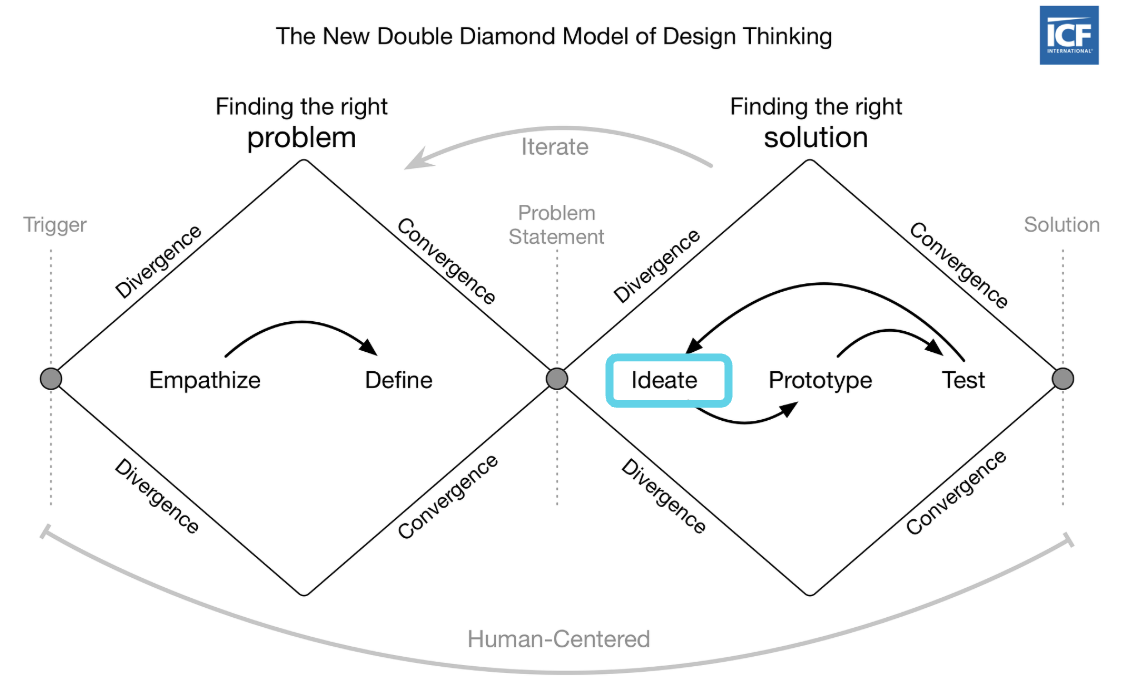 The New Double Diamond Model of Design Thinking
ICF
INTERNATIONAL
Finding the right
problem
Finding the right
solution
Iterate
Trigger
Problem
Statement
Solution
Divergence
Convergence
Divergence
Convergence
Empathize
Define
Ideate
Prototype
Test
Divergence
Convergence
Divergence
Convergence
Human-Centered